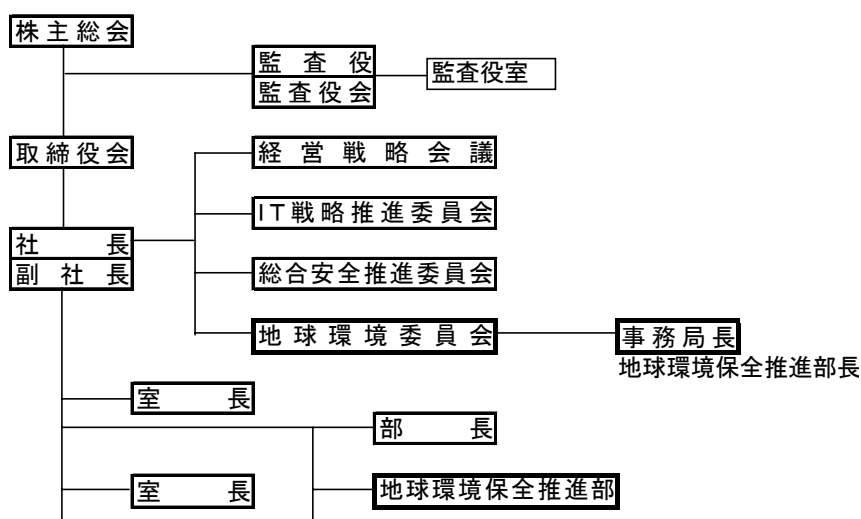 株主総会
監査役
監査役会
監査役室
取締役会
経営戦略会議
IT戦略推進委員会
社長
副社長
総合安全推進委員会
地球環境委員会
事務局長
地球環境保全推進部長
室長
部長
室長
地球環境保全推進部